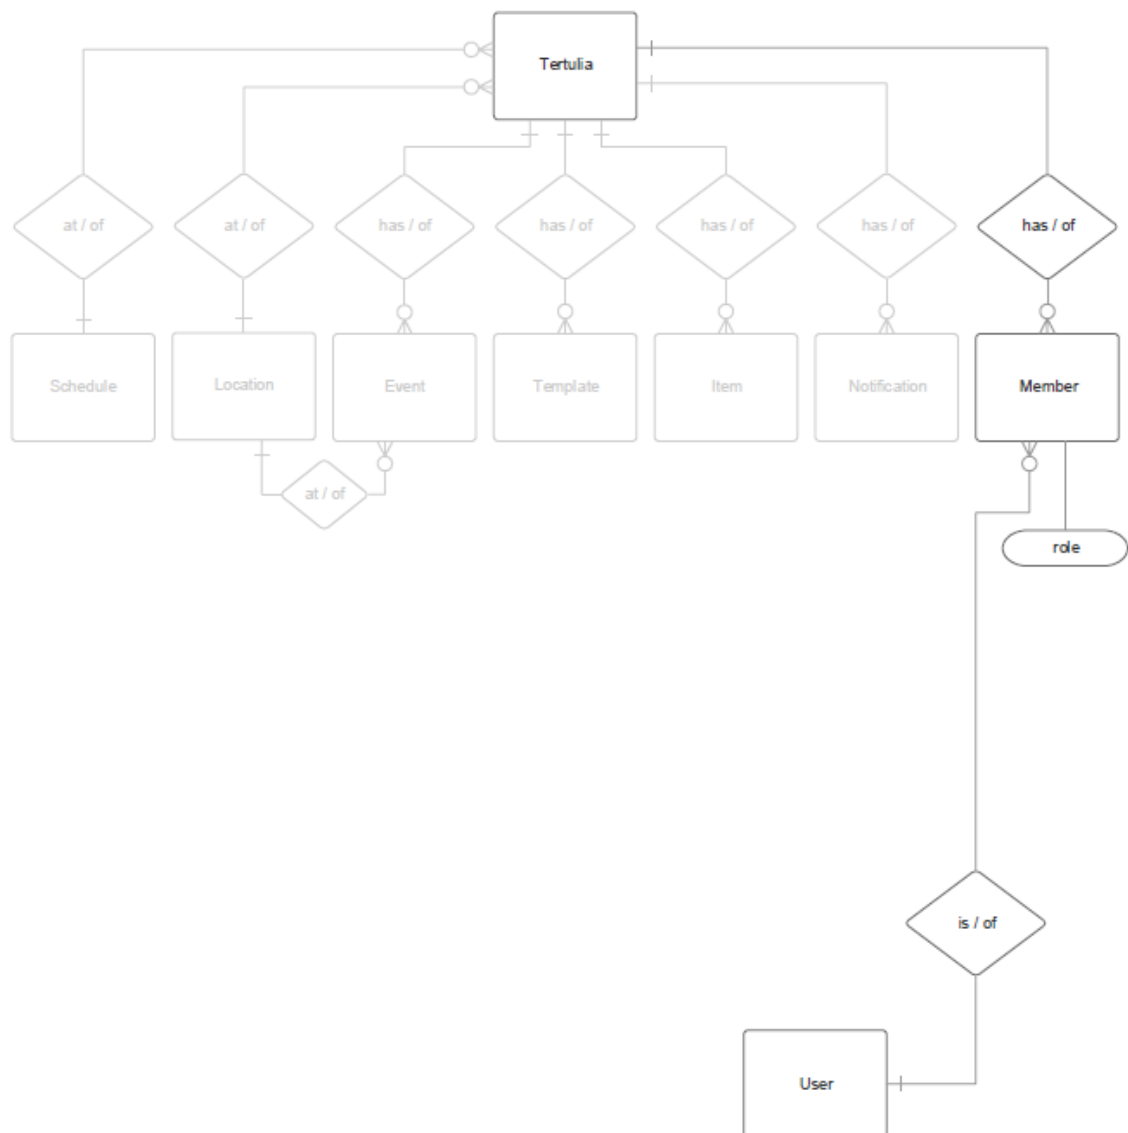 Tertulia
at / of
at / of
has / of
has / of
has / of
has / of
has / of
Schedule
Location
Event
Template
Item
Notification
Member
at / of
role
is / of
User